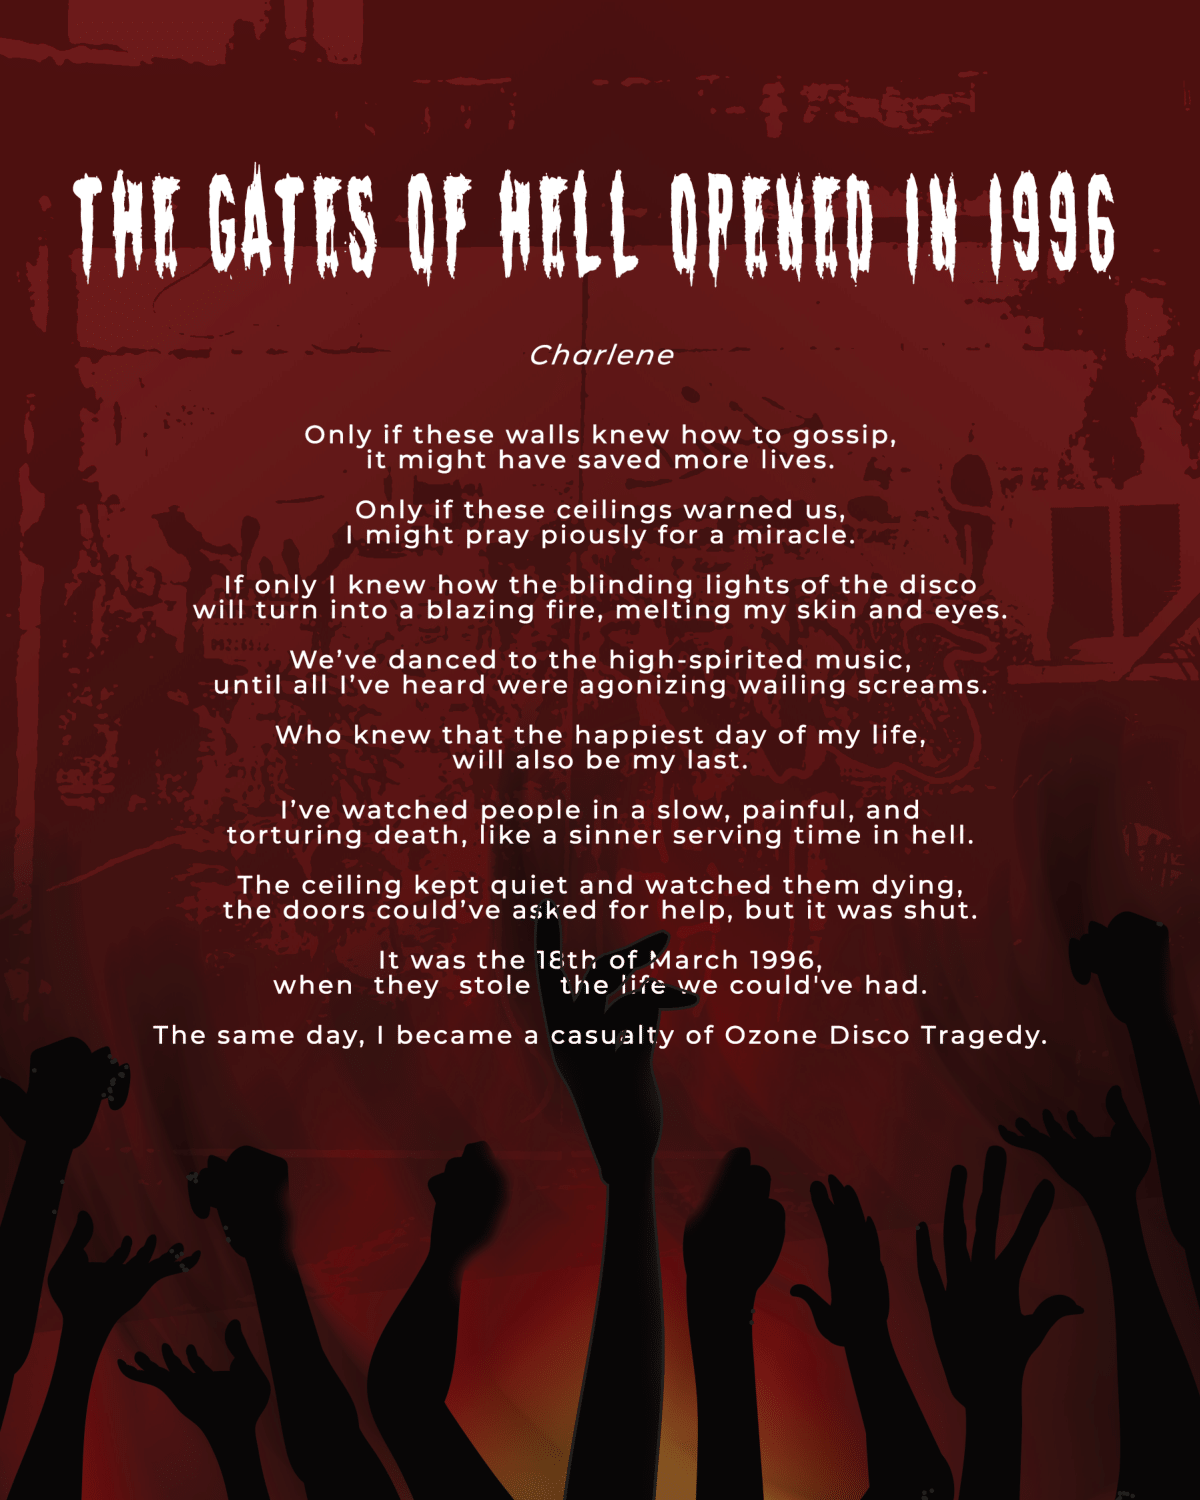 THE GATES OF HELL OPENED IN 1996
Charlene
Only if these walls knew how to gossip,
it might have saved more lives.
Only if these ceilings warned us,
I might pray piously for a miracle.
If only I knew how the blinding lights of the disco
will turn into a blazing fire, melting my skin and eyes.
We’ve danced to the high-spirited music,
until all I’ve heard were agonizing wailing screams.
Who knew that the happiest day of my life,
will also be my last.
I’ve watched people in a slow, painful, and
torturing death, like a sinner serving time in hell.
The ceiling kept quiet and watched them dying,
the doors could’ve asked for help, but it was shut.
It was the 18th of March 1996,
when they stole the life we could've had.
The same day, I became a casualty of Ozone Disco Tragedy.